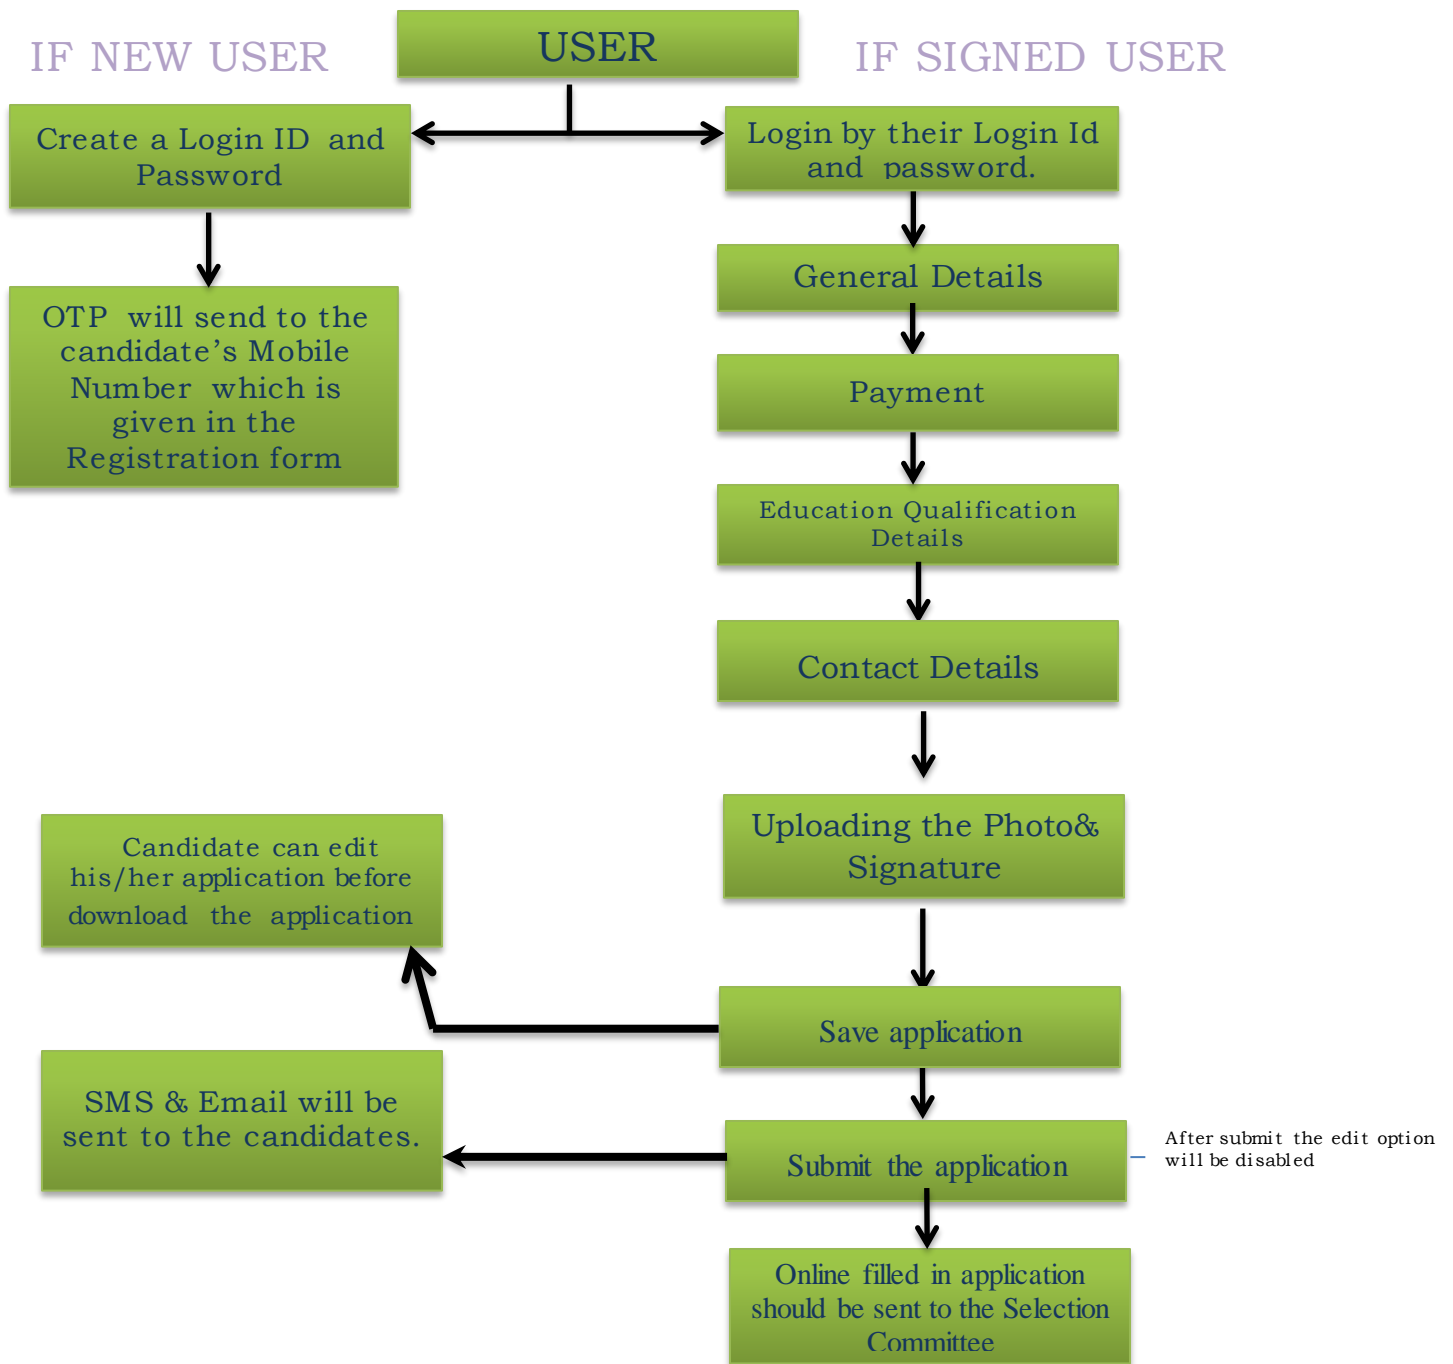 IF NEW USER
USER
IF SIGNED USER
Create a Login ID and
Password
Login by their Login Id
and password.
OTP will send to the
candidate’s Mobile
Number which is
given in the
Registration form
General Details
Payment
Education Qualification
Details
Contact Details
Uploading the Photo&
Signature
Candidate can edit
his/her application before
download the application
Save application
SMS & Email will be
sent to the candidates.
Submit the application
After submit the edit option
will be disabled
Online filled in application
should be sent to the Selection
Committee